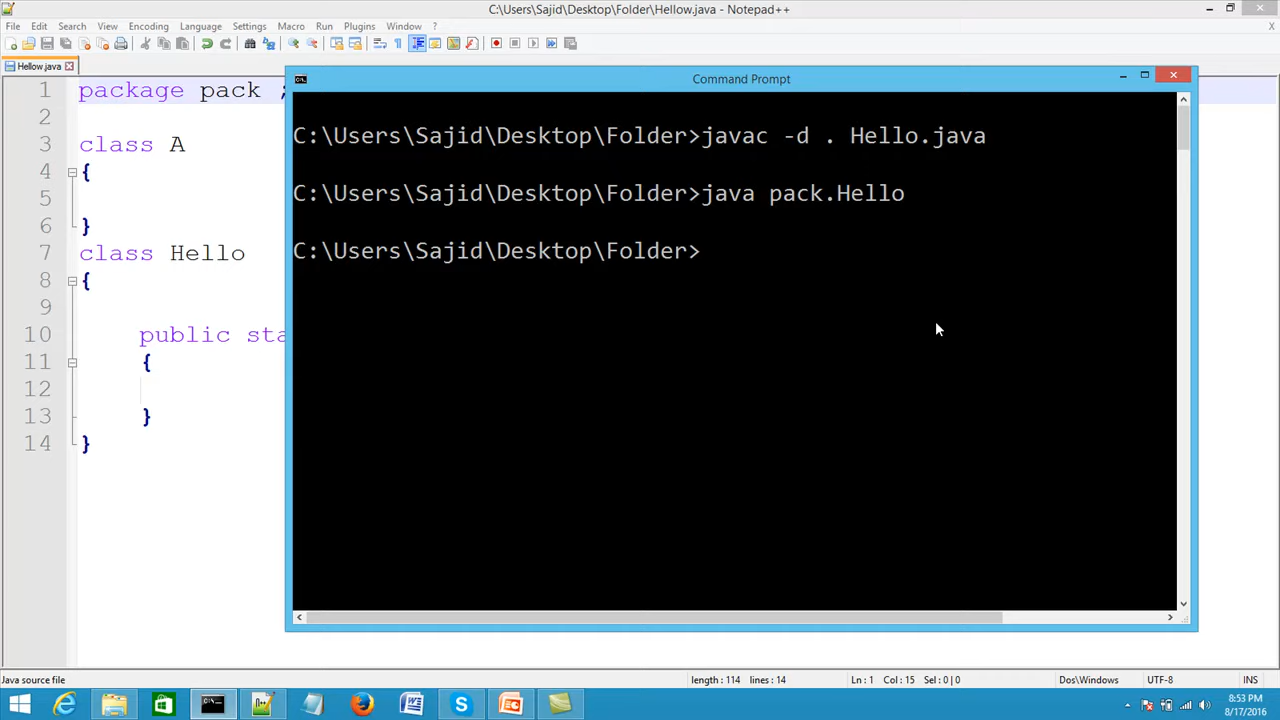 C:\Users\Sajid\Desktop\Folder\Hellow.java - Notepad++
File Edit Search View Encoding Language Settings Macro Run Plugins Window ?
X
Hellow.java
1 package pack ;
2
3 class A
4 {
5
6 }
7 class Hello
8 {
9
10 public sta
11 {
12
13 }
14 }
Command Prompt
C:\Users\Sajid\Desktop\Folder>javac -d . Hello.java
C:\Users\Sajid\Desktop\Folder>java pack.Hello
C:\Users\Sajid\Desktop\Folder>
Java source file length : 114 lines : 14 Ln : 1 Col : 15 Sel : 0 | 0 Dos\Windows UTF-8 INS
8:53 PM
8/17/2016